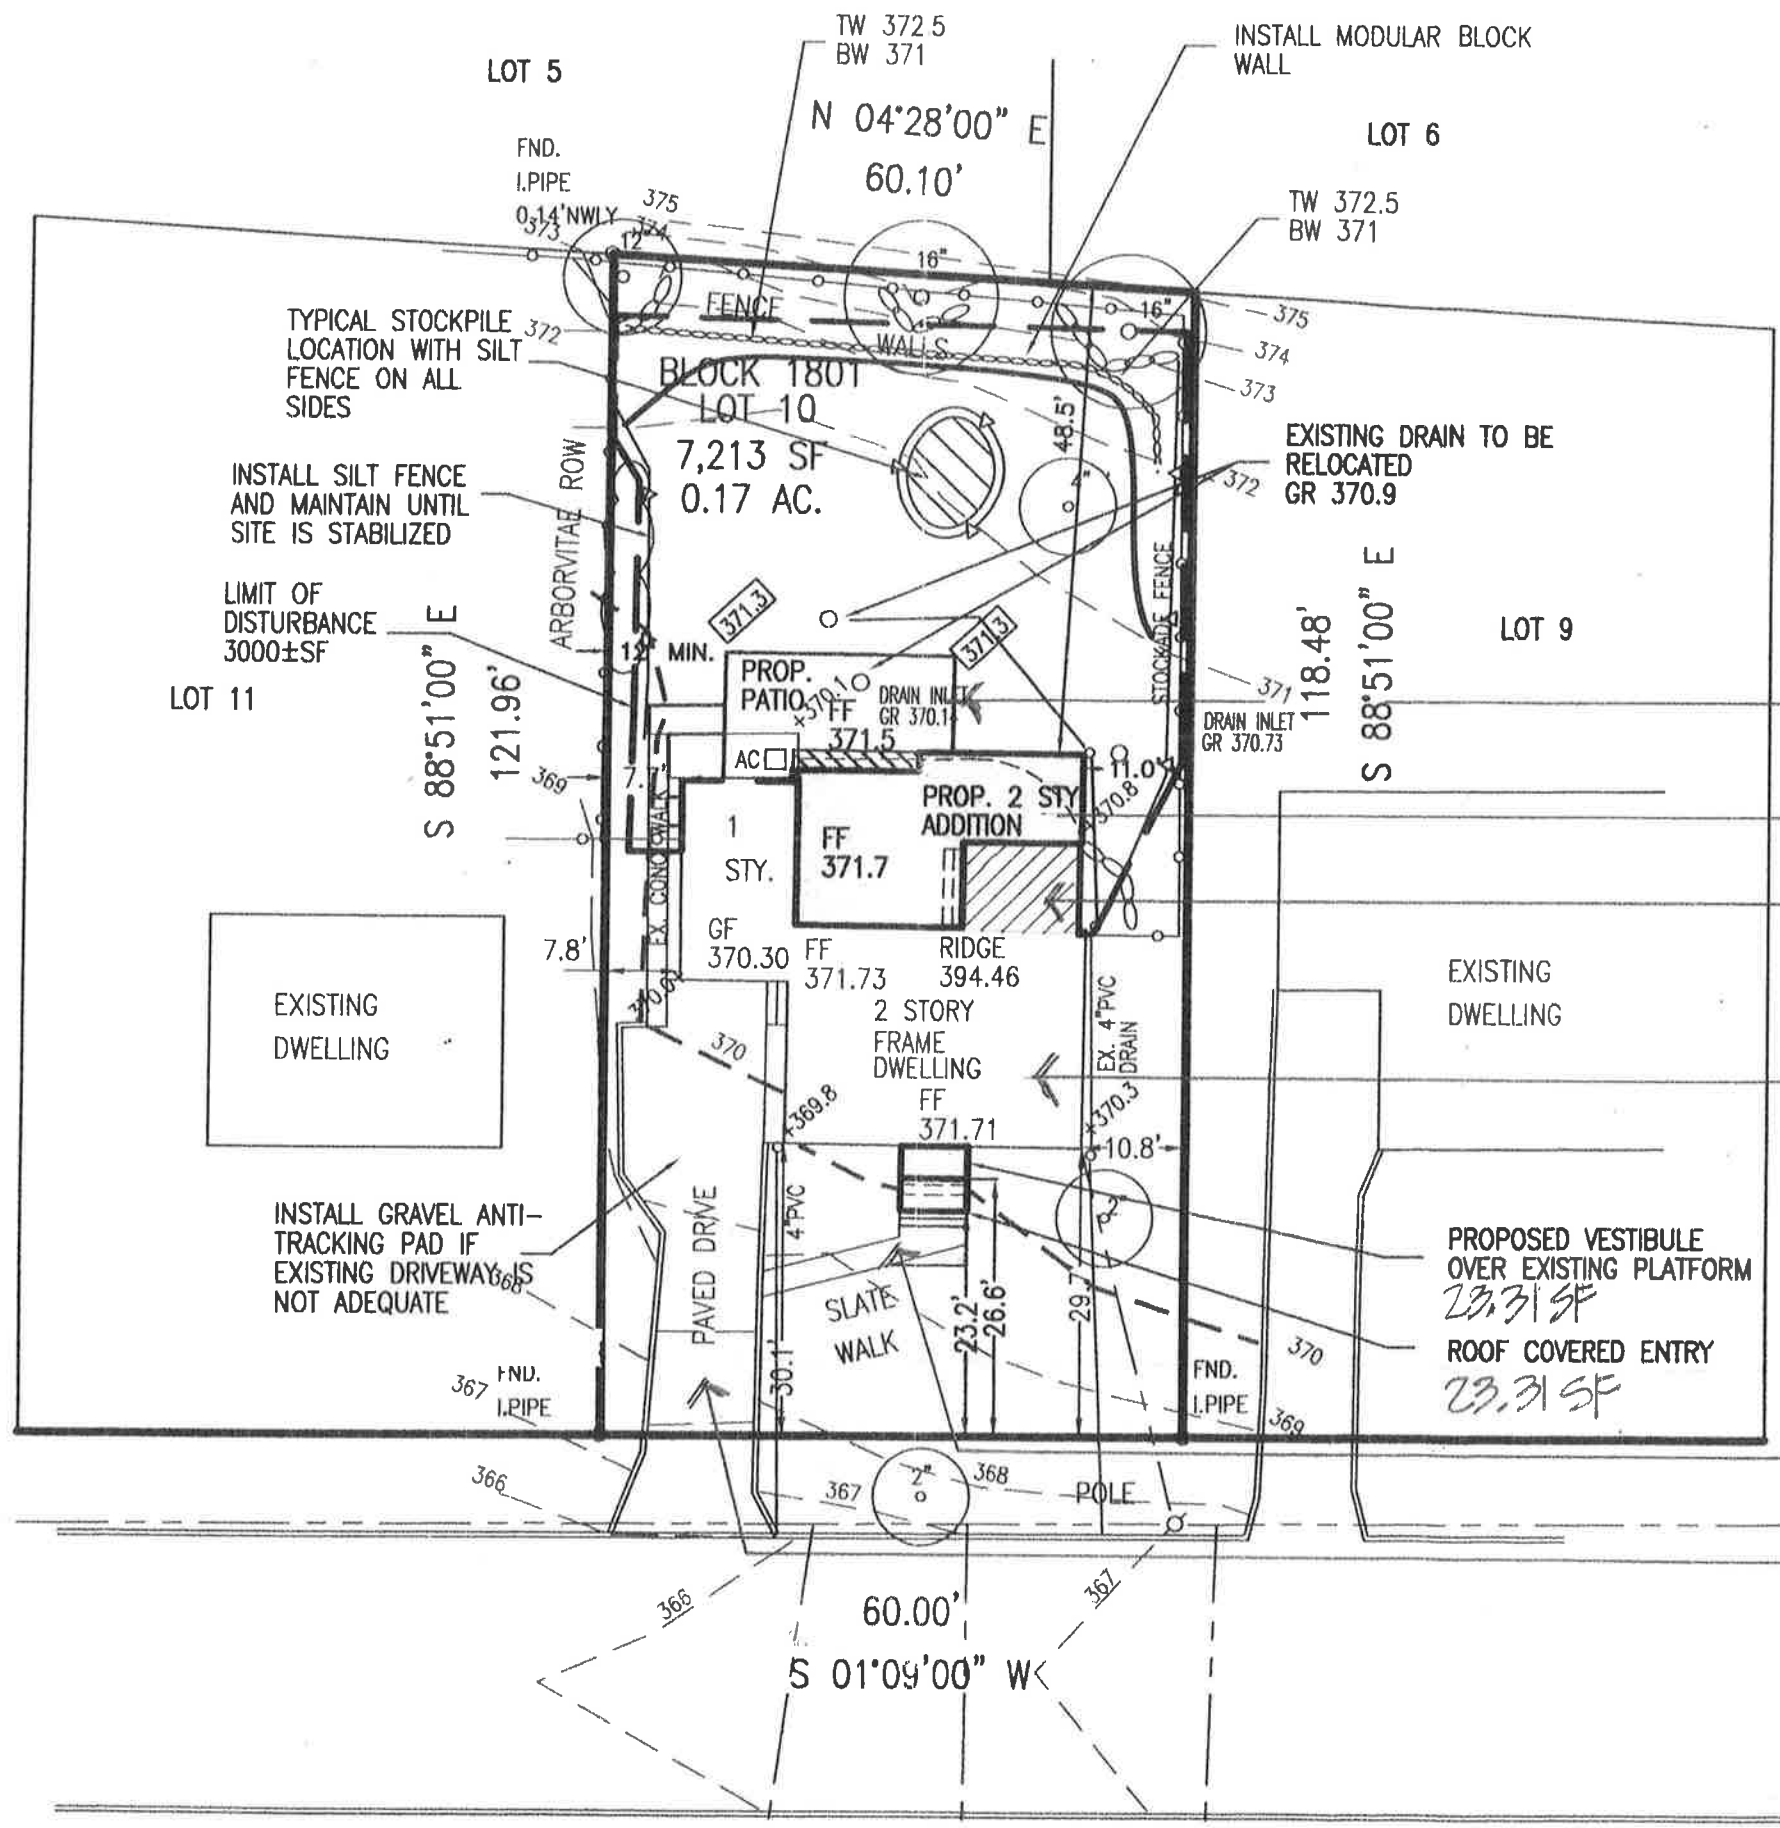 TW 372.5
BW 371
INSTALL MODULAR BLOCK
WALL
LOT 5
N 04°28'00" E
60.10'
LOT 6
FND.
I.PIPE
0.14'NWLY
375
374
373
12"
16"
16"
TW 372.5
BW 371
FENCE
WALLS
375
374
373
372
372
TYPICAL STOCKPILE
LOCATION WITH SILT
FENCE ON ALL
SIDES
BLOCK 1801
LOT 10
7,213 SF
0.17 AC.
48.5'
EXISTING DRAIN TO BE
RELOCATED
GR 370.9
INSTALL SILT FENCE
AND MAINTAIN UNTIL
SITE IS STABILIZED
ARBORVITAE ROW
STOCKADE FENCE
LIMIT OF
DISTURBANCE
3000±SF
S 88°51'00" E
121.96'
118.48'
S 88°51'00" E
LOT 9
LOT 11
371.3
371.3
MIN.
PROP.
PATIO
370.1
FF
371.5
DRAIN INLET
GR 370.1
371
DRAIN INLET
GR 370.73
AC
369
11.0'
370.8
PROP. 2 STY
ADDITION
1
STY.
FF
371.7
EX. CONC WALK
GF
370.30
FF
371.73
RIDGE
394.46
7.8'
2 STORY
FRAME
DWELLING
FF
371.71
EX. 4"PVC
DRAIN
EXISTING
DWELLING
EXISTING
DWELLING
370
369.8
370.3
10.8'
2"
INSTALL GRAVEL ANTI-
TRACKING PAD IF
EXISTING DRIVEWAY IS
NOT ADEQUATE
368
PAVED DRIVE
4"PVC
SLATE
WALK
30.1'
23.2'
26.6'
PROPOSED VESTIBULE
OVER EXISTING PLATFORM
23.31 SF
ROOF COVERED ENTRY
23.31 SF
370
369
367
FND.
I.PIPE
FND.
I.PIPE
366
367
2"
368
POLE
366
367
60.00'
S 01°09'00" W